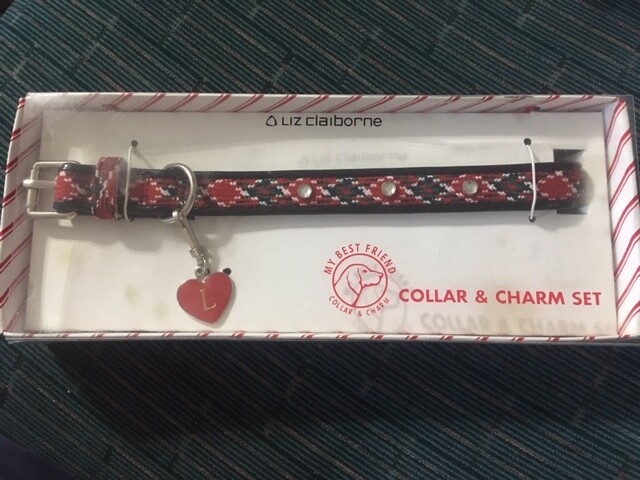 LIZ claiborne
MY BEST FRIEND
COLLAR & CHARM
COLLAR & CHARM SET
L